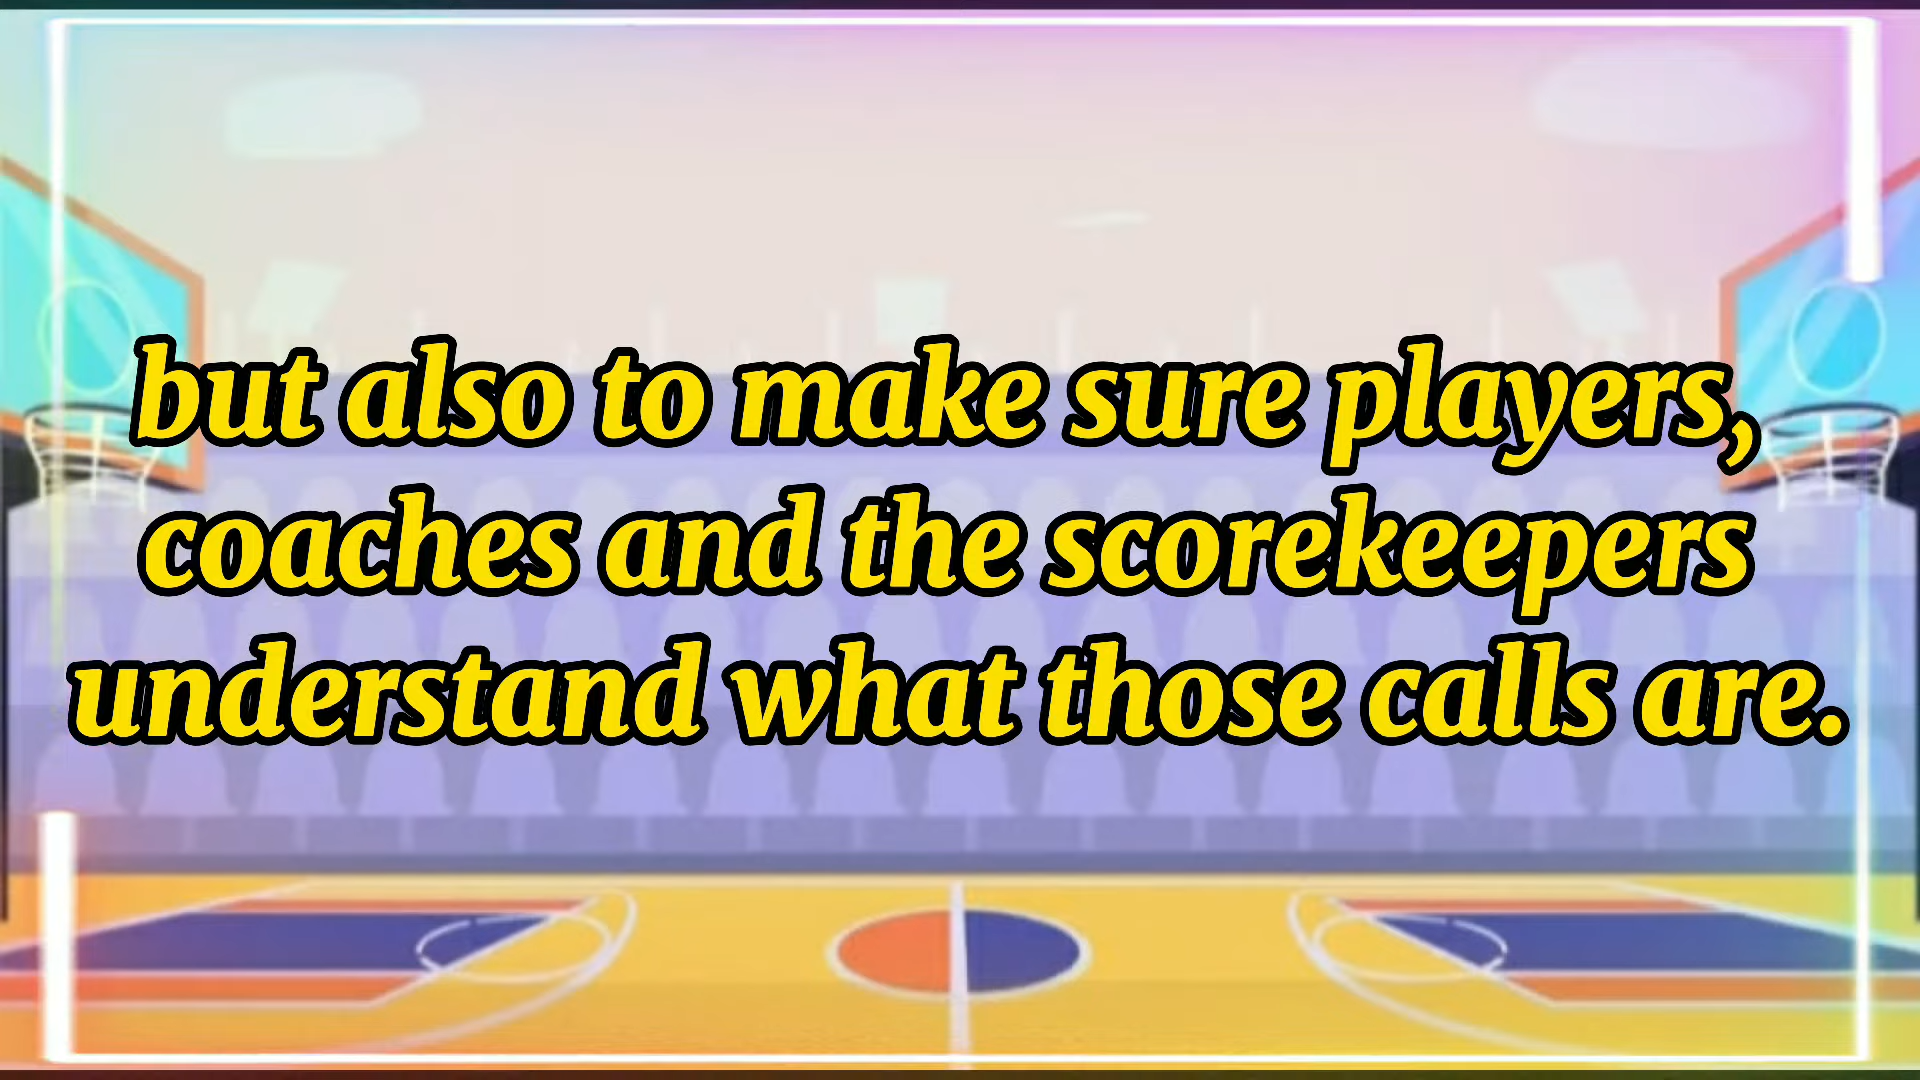 but also to make sure players,
coaches and the scorekeepers
understand what those calls are.